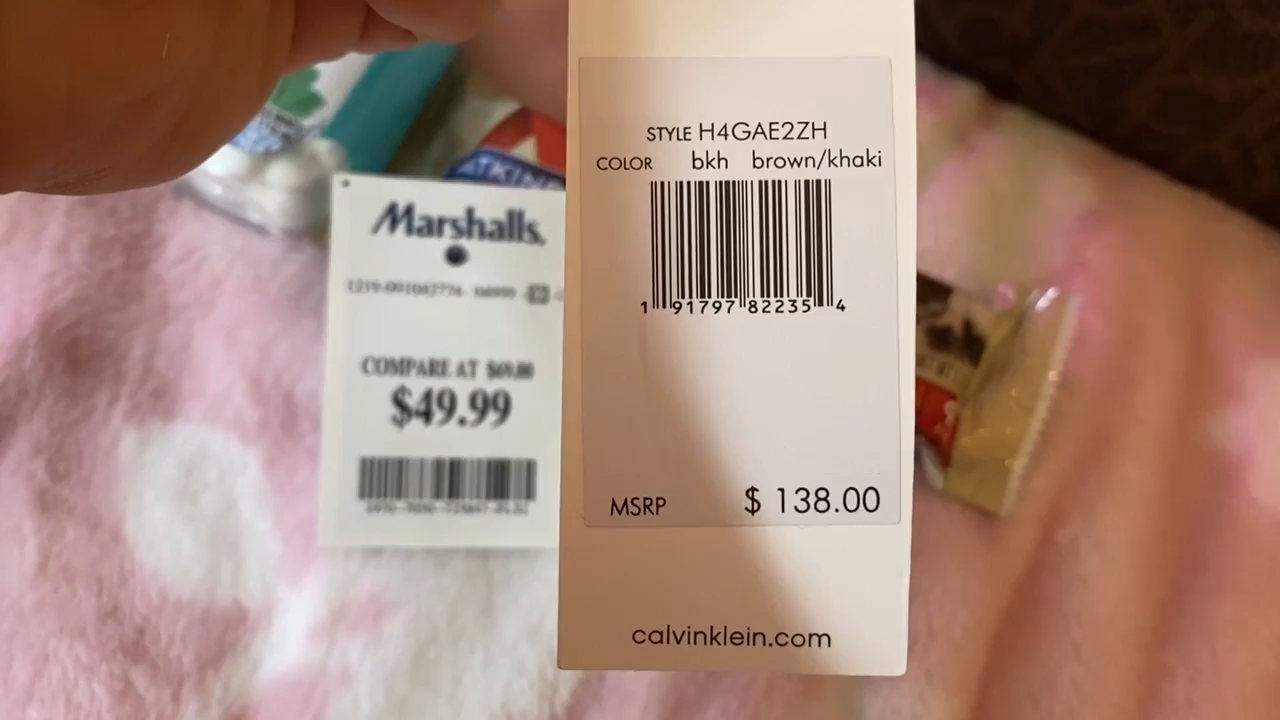 ATKINS
Marshalls.
COMPARE AT $69.00
$49.99
STYLE H4GAE2ZH
COLOR bkh brown/khaki
1 91797 82235 4
MSRP $ 138.00
calvinklein.com